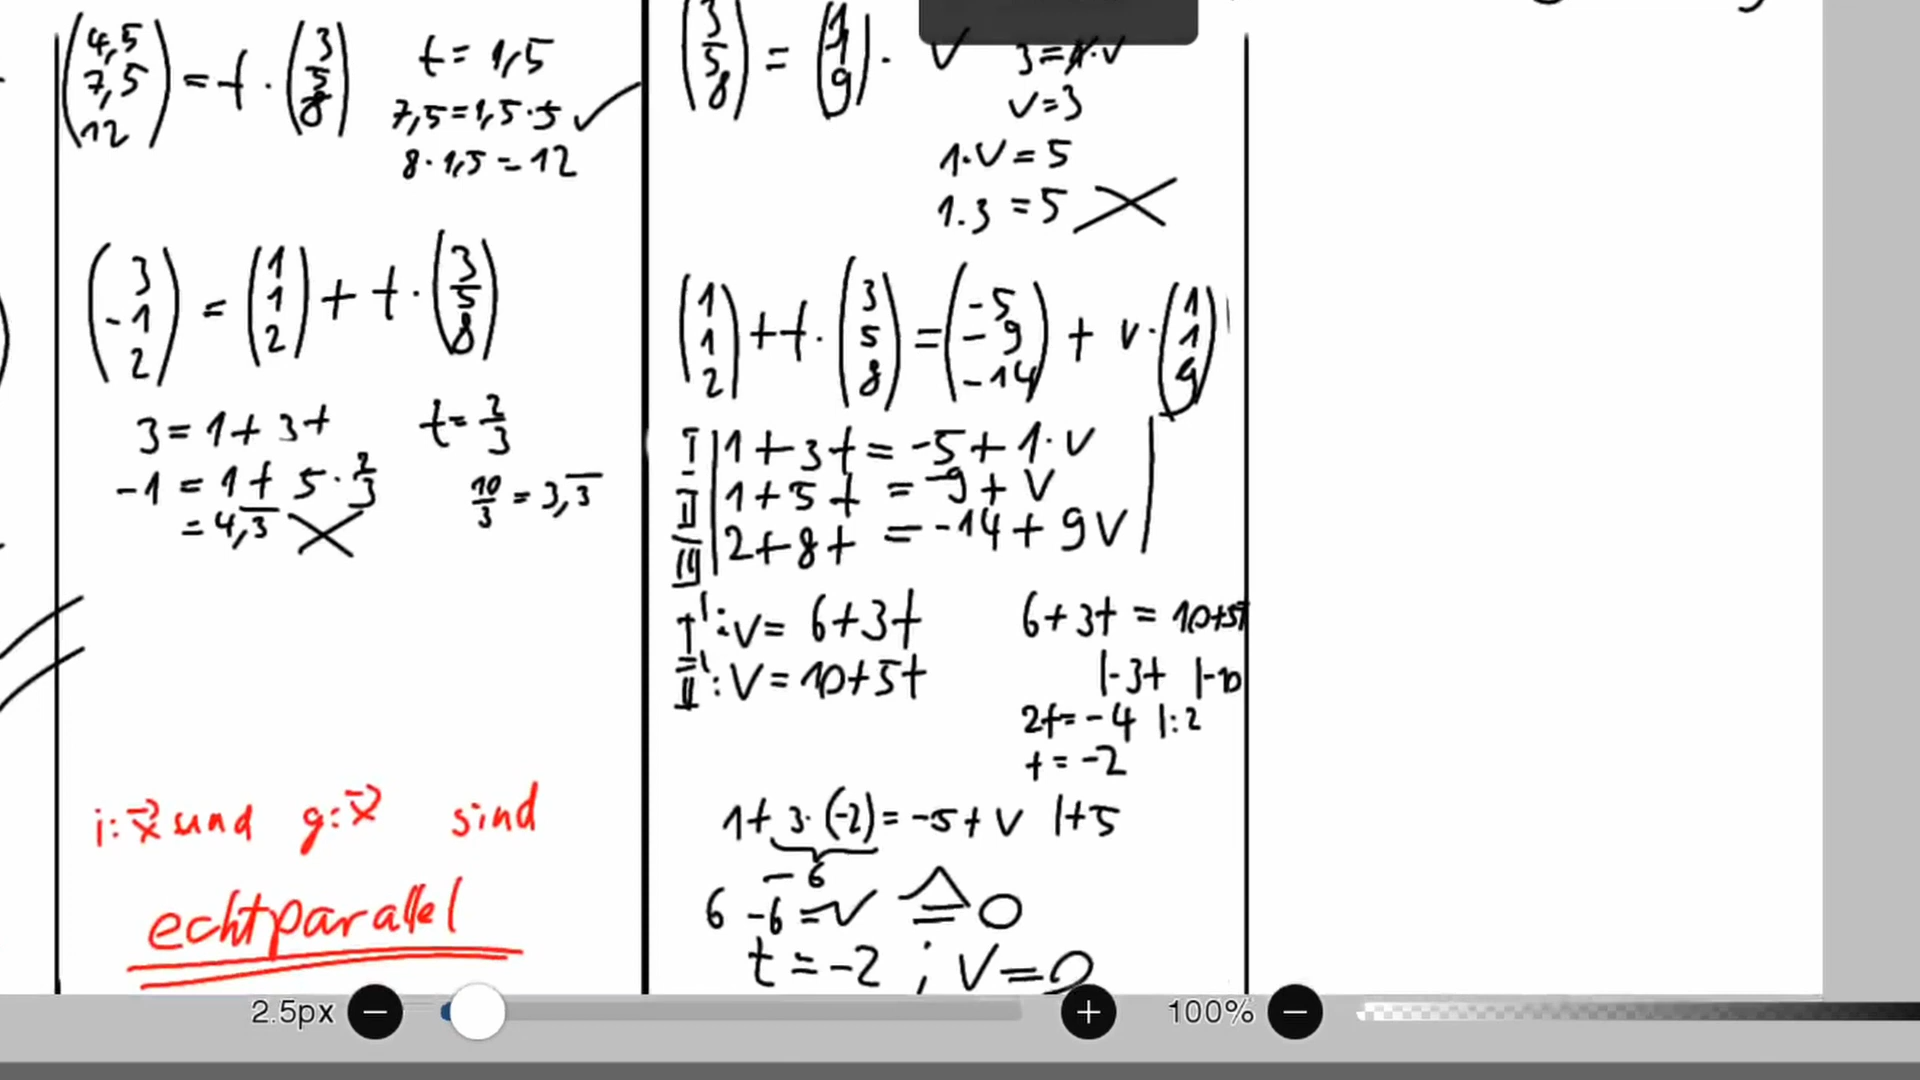 (4,5 7,5 12) = t · (3 5 8)
t = 1,5
7,5 = 1,5 · 5 ✓
8 · 1,5 = 12
(3 -1 2) = (1 1 2) + t · (3 5 8)
3 = 1 + 3t
t = 2/3
-1 = 1 + 5 · 2/3
10/3 = 3,3̅
= 4,3̅
i: x⃗ und g: x⃗ sind
echt parallel
(3 5 8) = (1 1 9) · v
3 = 1 · v
v = 3
1 · v = 5
1 · 3 = 5
(1 1 2) + t · (3 5 8) = (-5 -9 -14) + v · (1 1 9)
I | 1 + 3t = -5 + 1 · v |
II | 1 + 5t = -9 + v |
III | 2 + 8t = -14 + 9v |
I': v = 6 + 3t
II': v = 10 + 5t
6 + 3t = 10 + 5t
|-3t |-10
2t = -4 |:2
t = -2
1 + 3 · (-2) = -5 + v |+5
-6
6 -6 = v ≙ 0
t = -2 ; v = 0
2.5px
100%